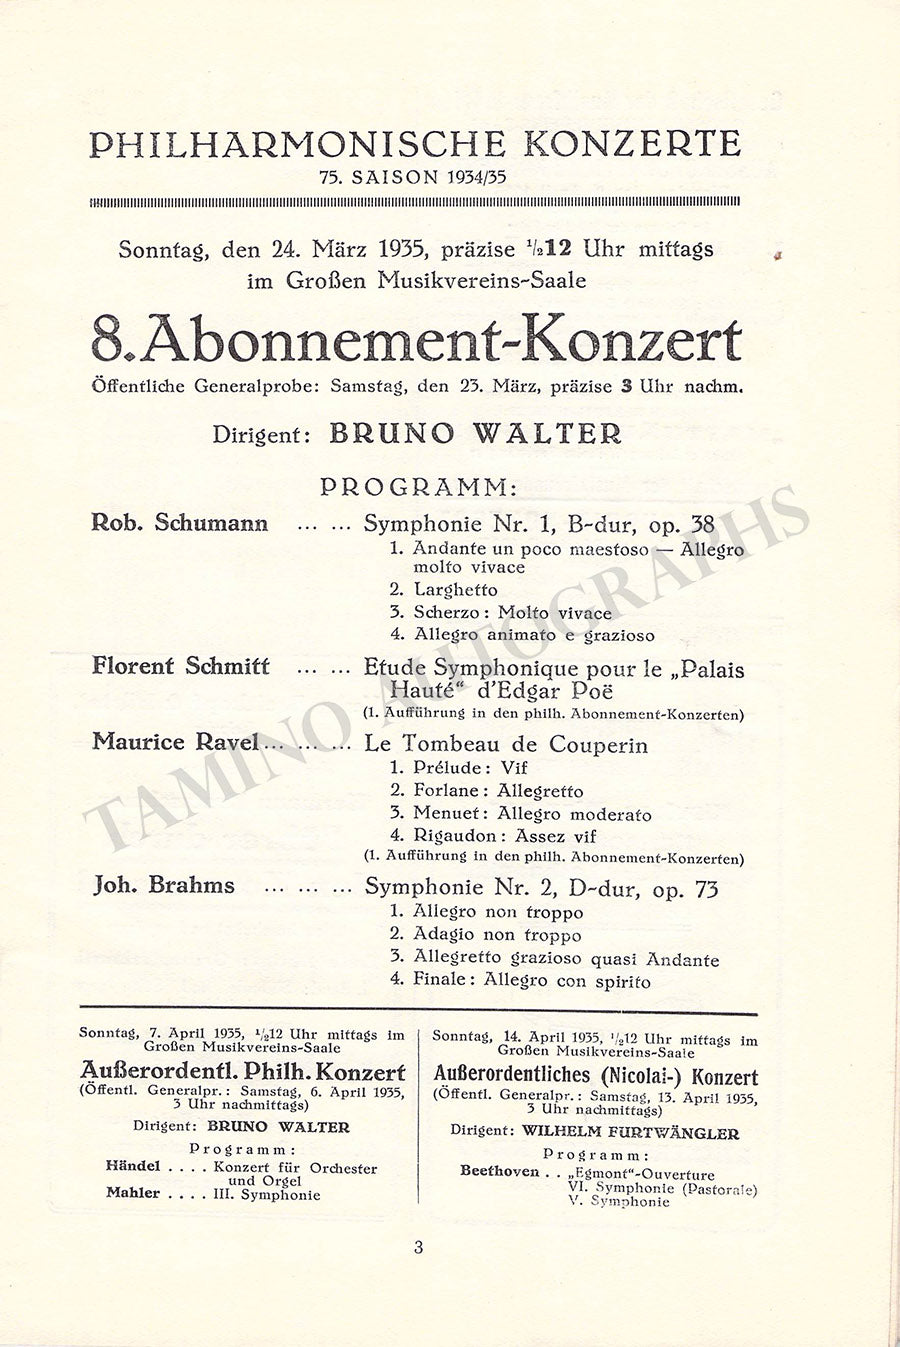 PHILHARMONISCHE KONZERTE
75. SAISON 1934/35
Sonntag, den 24. März 1935, präzise ½12 Uhr mittags
im Großen Musikvereins-Saale
8. Abonnement-Konzert
Öffentliche Generalprobe: Samstag, den 23. März, präzise 3 Uhr nachm.
Dirigent: BRUNO WALTER
PROGRAMM:
Rob. Schumann ... ... Symphonie Nr. 1, B-dur, op. 38
1. Andante un poco maestoso — Allegro
molto vivace
2. Larghetto
3. Scherzo: Molto vivace
4. Allegro animato e grazioso
Florent Schmitt ... ... Etude Symphonique pour le „Palais
Hauté“ d'Edgar Poë
(1. Aufführung in den philh. Abonnement-Konzerten)
Maurice Ravel ... ... ... Le Tombeau de Couperin
1. Prélude: Vif
2. Forlane: Allegretto
3. Menuet: Allegro moderato
4. Rigaudon: Assez vif
(1. Aufführung in den philh. Abonnement-Konzerten)
Joh. Brahms ... ... ... Symphonie Nr. 2, D-dur, op. 73
1. Allegro non troppo
2. Adagio non troppo
3. Allegretto grazioso quasi Andante
4. Finale: Allegro con spirito
Sonntag, 7. April 1935, ½12 Uhr mittags im
Großen Musikvereins-Saale
Außerordentl. Philh. Konzert
(Öffentl. Generalpr.: Samstag, 6. April 1935,
3 Uhr nachmittags)
Dirigent: BRUNO WALTER
Programm:
Händel . . . . Konzert für Orchester
und Orgel
Mahler . . . . III. Symphonie
Sonntag, 14. April 1935, ½12 Uhr mittags im
Großen Musikvereins-Saale
Außerordentliches (Nicolai-) Konzert
(Öffentl. Generalpr.: Samstag, 13. April 1935,
3 Uhr nachmittags)
Dirigent: WILHELM FURTWÄNGLER
Programm:
Beethoven . . „Egmont“-Ouverture
VI. Symphonie (Pastorale)
V. Symphonie
3
TAMINO AUTOGRAPHS